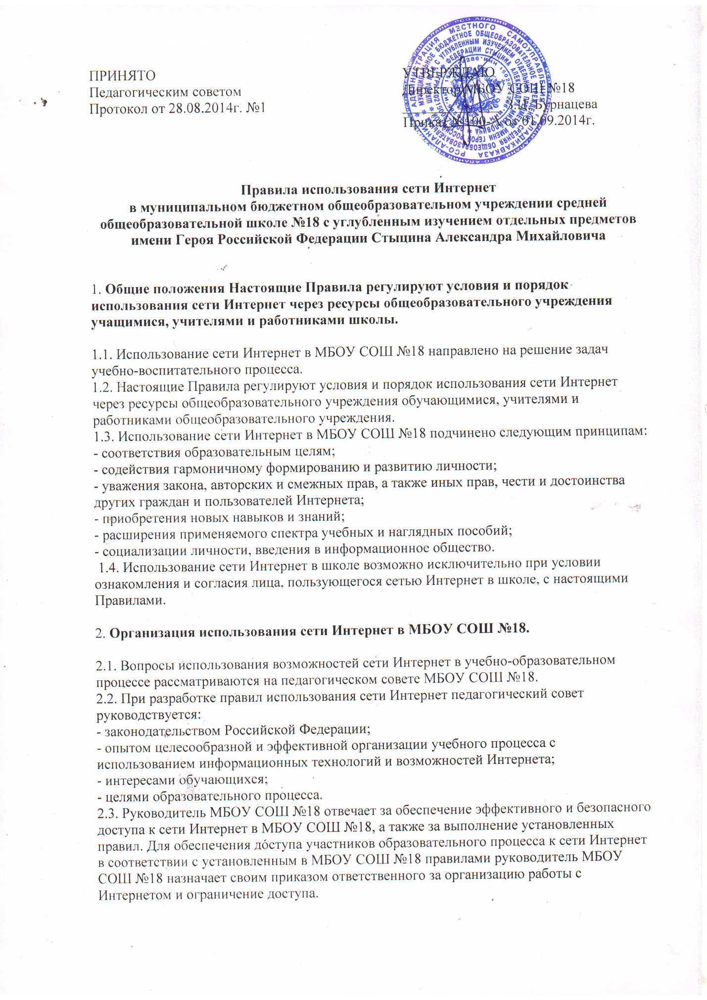 ПРИНЯТО
Педагогическим советом
Протокол от 28.08.2014г. №1
УТВЕРЖДАЮ
Директор МБОУ СОШ №18
З.Ц. Бурнацева
Приказ №100-А от 01.09.2014г.
Правила использования сети Интернет
в муниципальном бюджетном общеобразовательном учреждении средней
общеобразовательной школе №18 с углубленным изучением отдельных предметов
имени Героя Российской Федерации Стыцина Александра Михайловича
1. Общие положения Настоящие Правила регулируют условия и порядок
использования сети Интернет через ресурсы общеобразовательного учреждения
учащимися, учителями и работниками школы.
1.1. Использование сети Интернет в МБОУ СОШ №18 направлено на решение задач
учебно-воспитательного процесса.
1.2. Настоящие Правила регулируют условия и порядок использования сети Интернет
через ресурсы общеобразовательного учреждения обучающимися, учителями и
работниками общеобразовательного учреждения.
1.3. Использование сети Интернет в МБОУ СОШ №18 подчинено следующим принципам:
- соответствия образовательным целям;
- содействия гармоничному формированию и развитию личности;
- уважения закона, авторских и смежных прав, а также иных прав, чести и достоинства
других граждан и пользователей Интернета;
- приобретения новых навыков и знаний;
- расширения применяемого спектра учебных и наглядных пособий;
- социализации личности, введения в информационное общество.
1.4. Использование сети Интернет в школе возможно исключительно при условии
ознакомления и согласия лица, пользующегося сетью Интернет в школе, с настоящими
Правилами.
2. Организация использования сети Интернет в МБОУ СОШ №18.
2.1. Вопросы использования возможностей сети Интернет в учебно-образовательном
процессе рассматриваются на педагогическом совете МБОУ СОШ №18.
2.2. При разработке правил использования сети Интернет педагогический совет
руководствуется:
- законодательством Российской Федерации;
- опытом целесообразной и эффективной организации учебного процесса с
использованием информационных технологий и возможностей Интернета;
- интересами обучающихся;
- целями образовательного процесса.
2.3. Руководитель МБОУ СОШ №18 отвечает за обеспечение эффективного и безопасного
доступа к сети Интернет в МБОУ СОШ №18, а также за выполнение установленных
правил. Для обеспечения доступа участников образовательного процесса к сети Интернет
в соответствии с установленным в МБОУ СОШ №18 правилами руководитель МБОУ
СОШ №18 назначает своим приказом ответственного за организацию работы с
Интернетом и ограничение доступа.